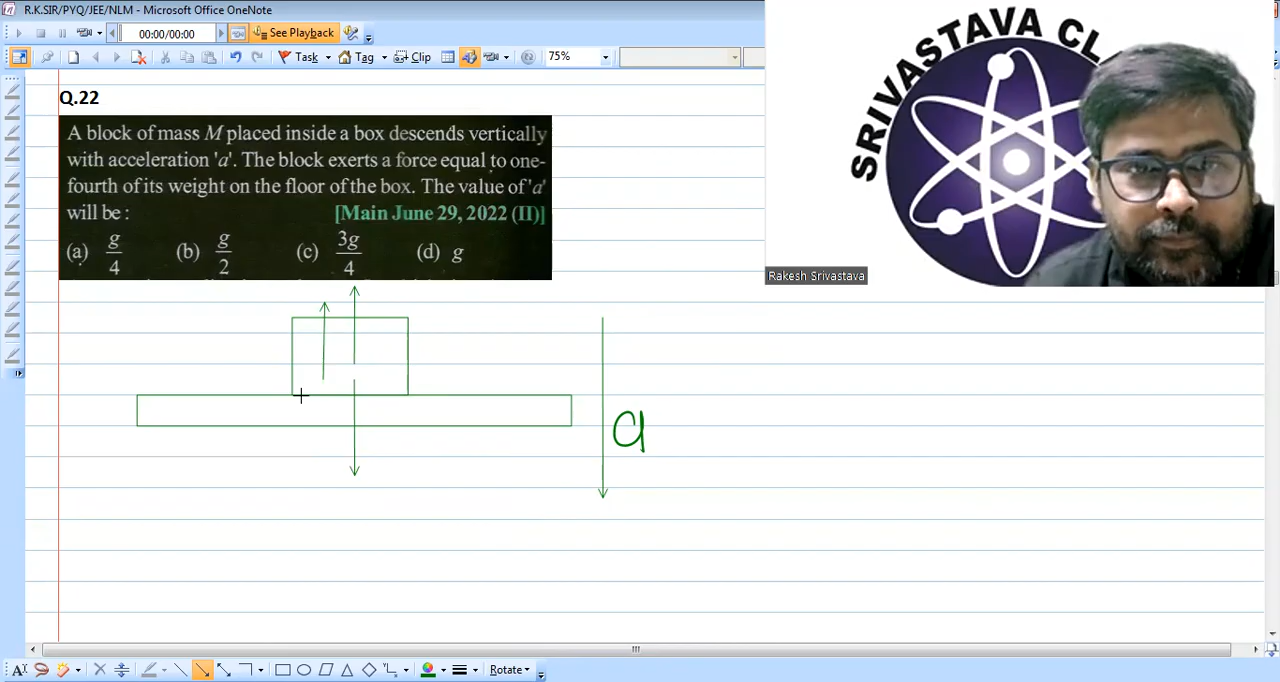 R.K.SIR/PYQ/JEE/NLM - Microsoft Office OneNote
00:00/00:00
See Playback
Task
Tag
Clip
75%
Q.22
A block of mass M placed inside a box descends vertically
with acceleration 'a'. The block exerts a force equal to one-
fourth of its weight on the floor of the box. The value of 'a'
will be :
[Main June 29, 2022 (II)]
(a) g/4 (b) g/2 (c) 3g/4 (d) g
a
SRIVASTAVA CL
Rakesh Srivastava
Rotate